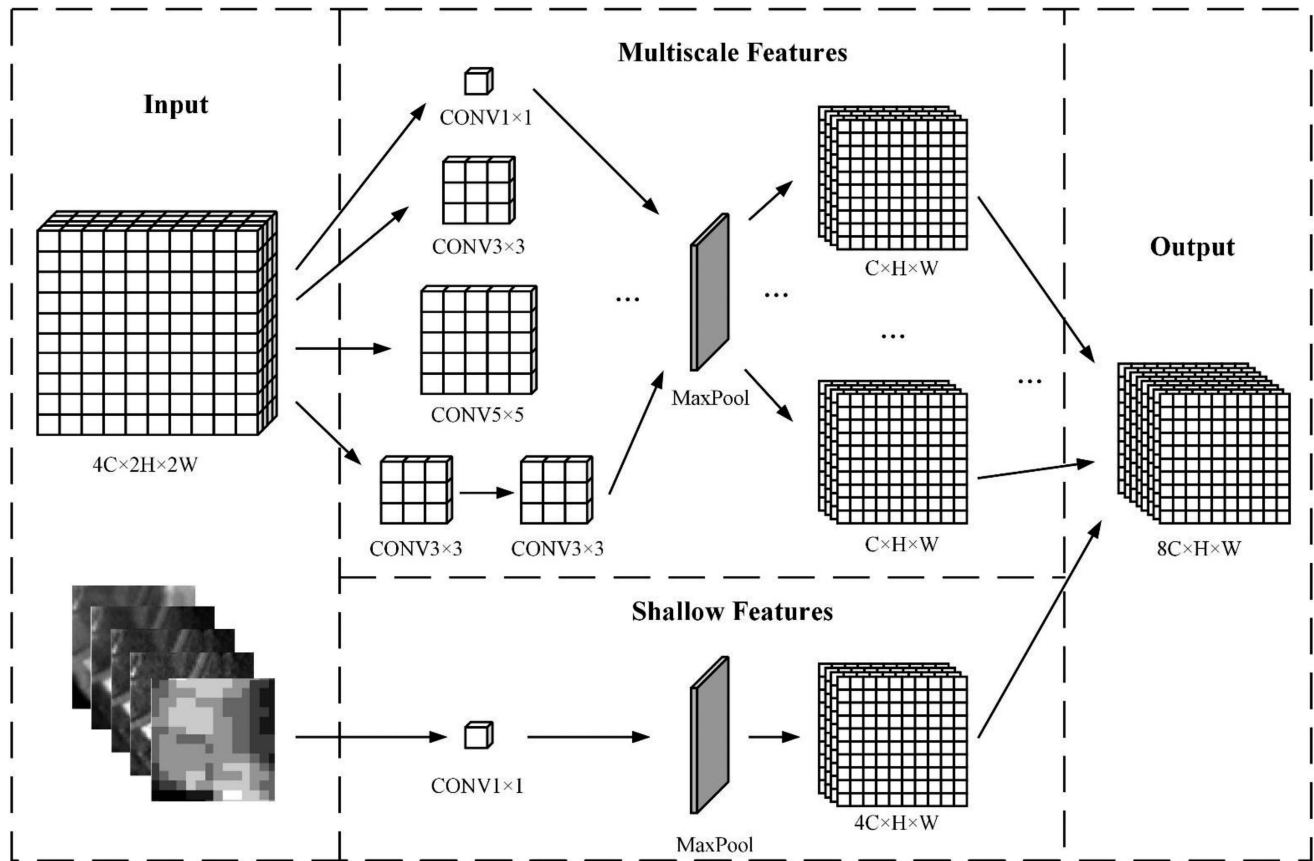 Input
4C×2H×2W
Multiscale Features
CONV1×1
CONV3×3
CONV5×5
CONV3×3
CONV3×3
...
MaxPool
...
C×H×W
...
...
C×H×W
Shallow Features
CONV1×1
MaxPool
4C×H×W
Output
8C×H×W